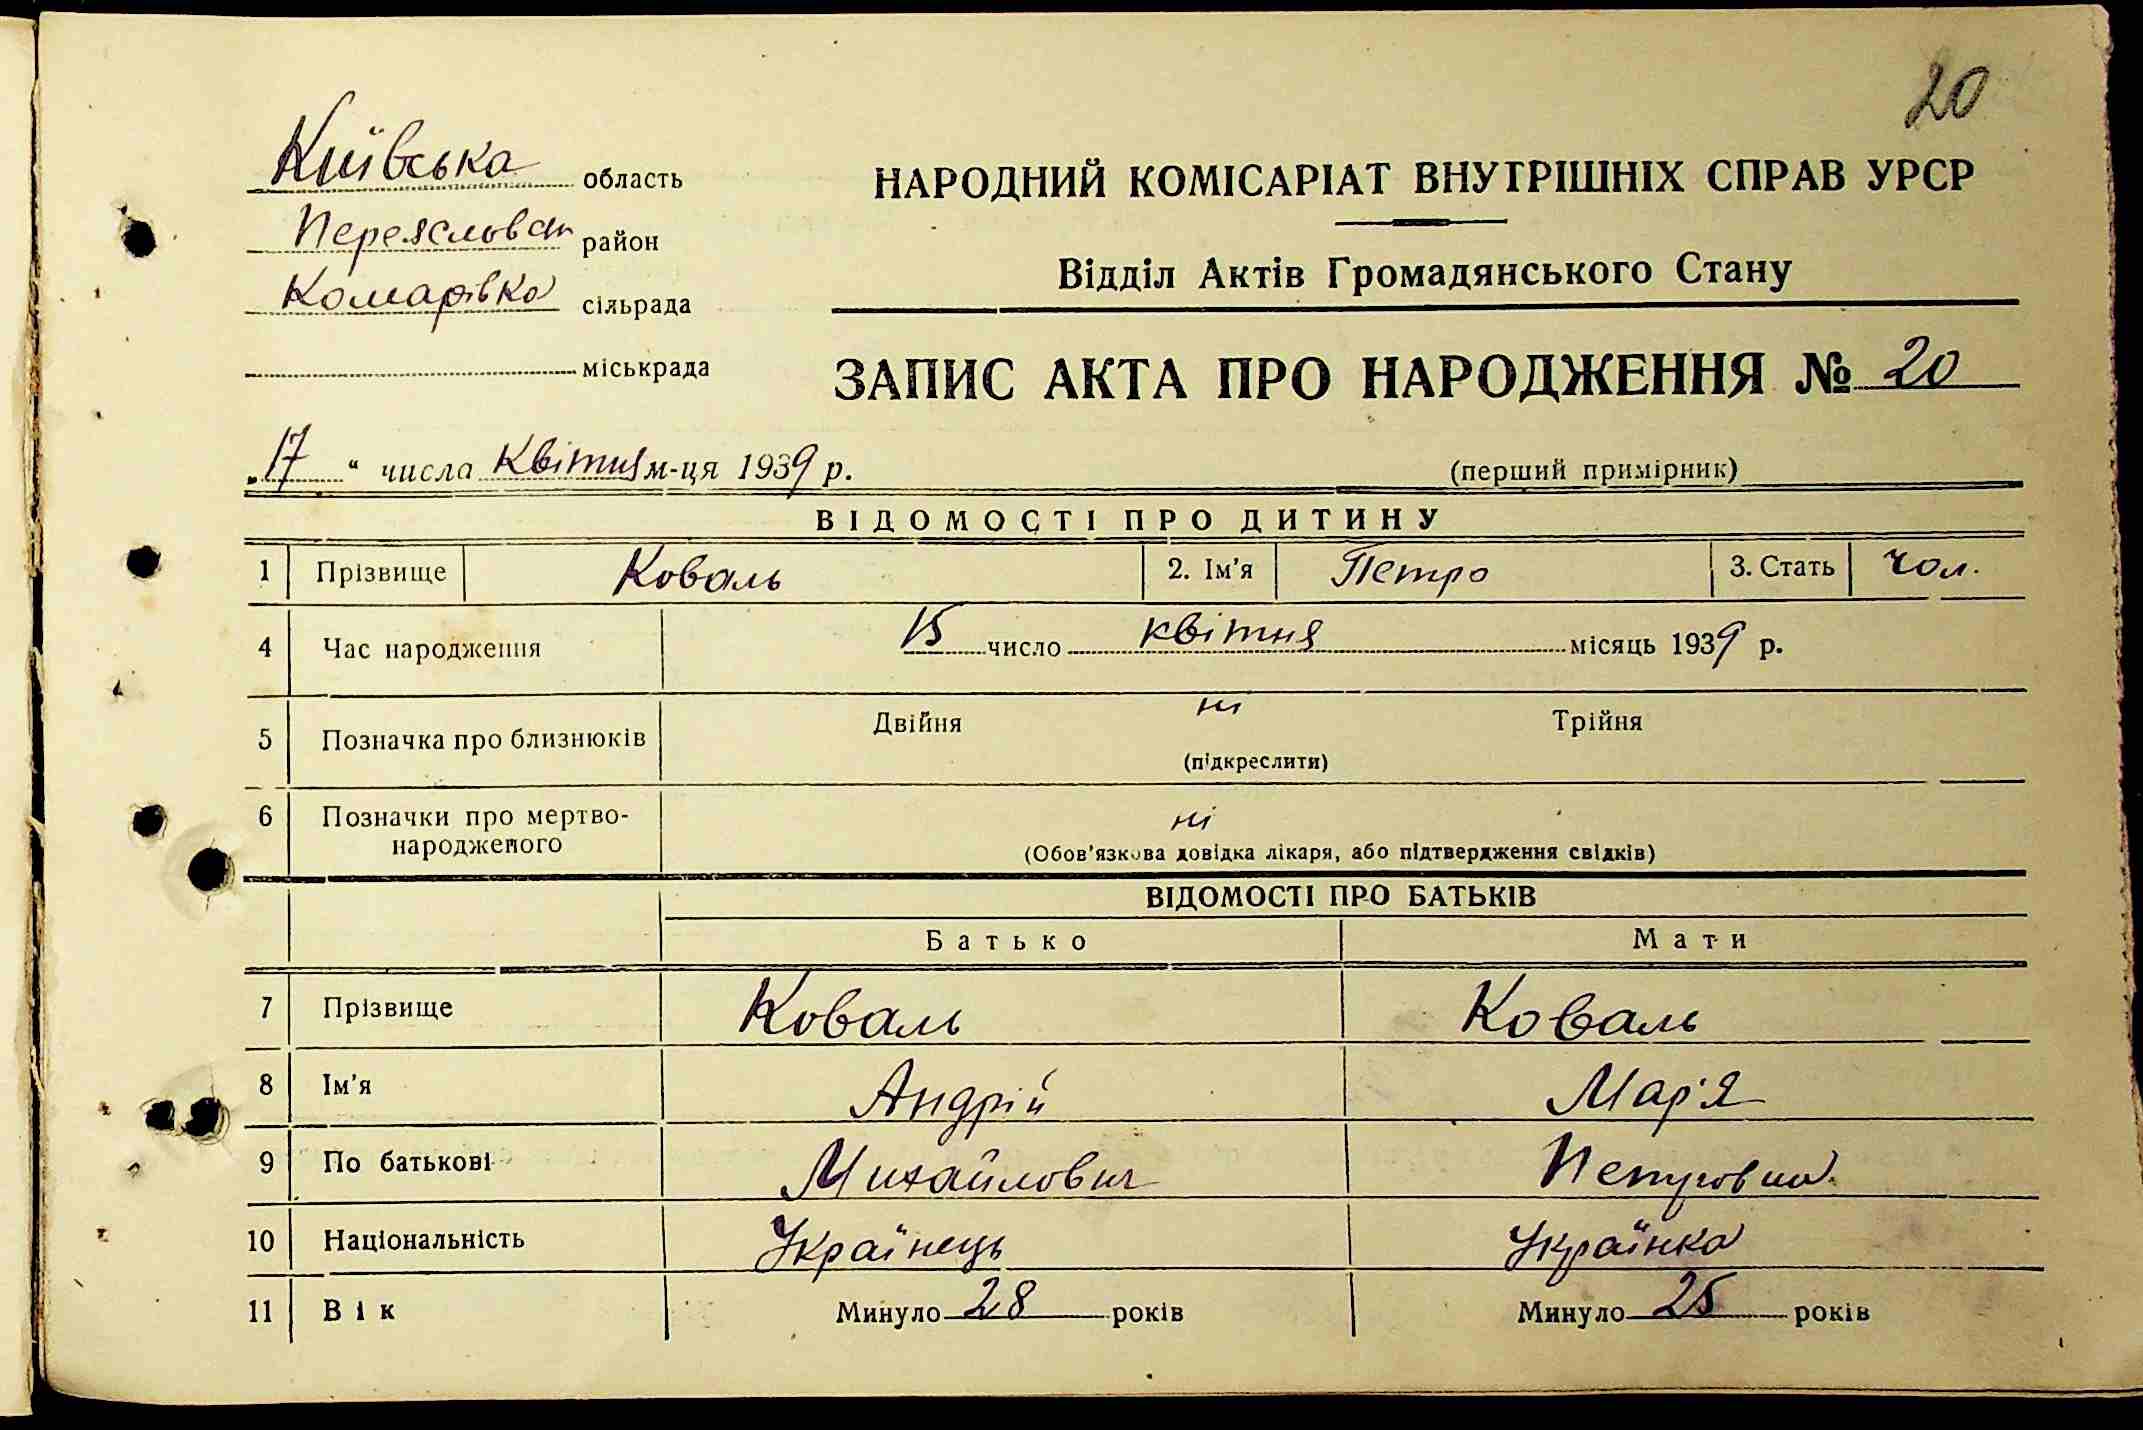 20
Київська область
Переяславськ район
Комарівка сільрада
міськрада
НАРОДНИЙ КОМІСАРІАТ ВНУТРІШНІХ СПРАВ УРСР
Відділ Актів Громадянського Стану
ЗАПИС АКТА ПРО НАРОДЖЕННЯ № 20
„17“ числа квітня м-ця 1939 р.
(перший примірник)
ВІДОМОСТІ ПРО ДИТИНУ
1 Прізвище Коваль 2. Ім'я Петро 3. Стать Чол.
4 Час народження 15 число квітня місяць 1939 р.
5 Позначка про близнюків Двійня ні Трійня
(підкреслити)
6 Позначки про мертво-
народженого ні
(Обов'язкова довідка лікаря, або підтвердження свідків)
ВІДОМОСТІ ПРО БАТЬКІВ
Батько Мати
7 Прізвище Коваль Коваль
8 Ім'я Андрій Мар'я
9 По батькові Михайлович Петровна
10 Національність Українець Українка
11 Вік Минуло 28 років Минуло 25 років